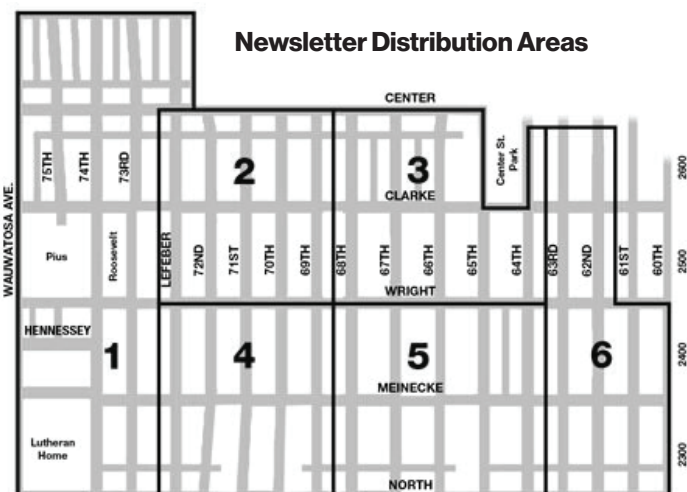 Newsletter Distribution Areas
CENTER
WAUWATOSA AVE.
75TH
74TH
73RD
2
3
Center St.
Park
2600
CLARKE
Pius
Roosevelt
LEFEBER
72ND
71ST
70TH
69TH
68TH
67TH
66TH
65TH
64TH
63RD
62ND
61ST
60TH
2500
WRIGHT
HENNESSEY
1
4
5
6
2400
MEINECKE
Lutheran
Home
2300
NORTH